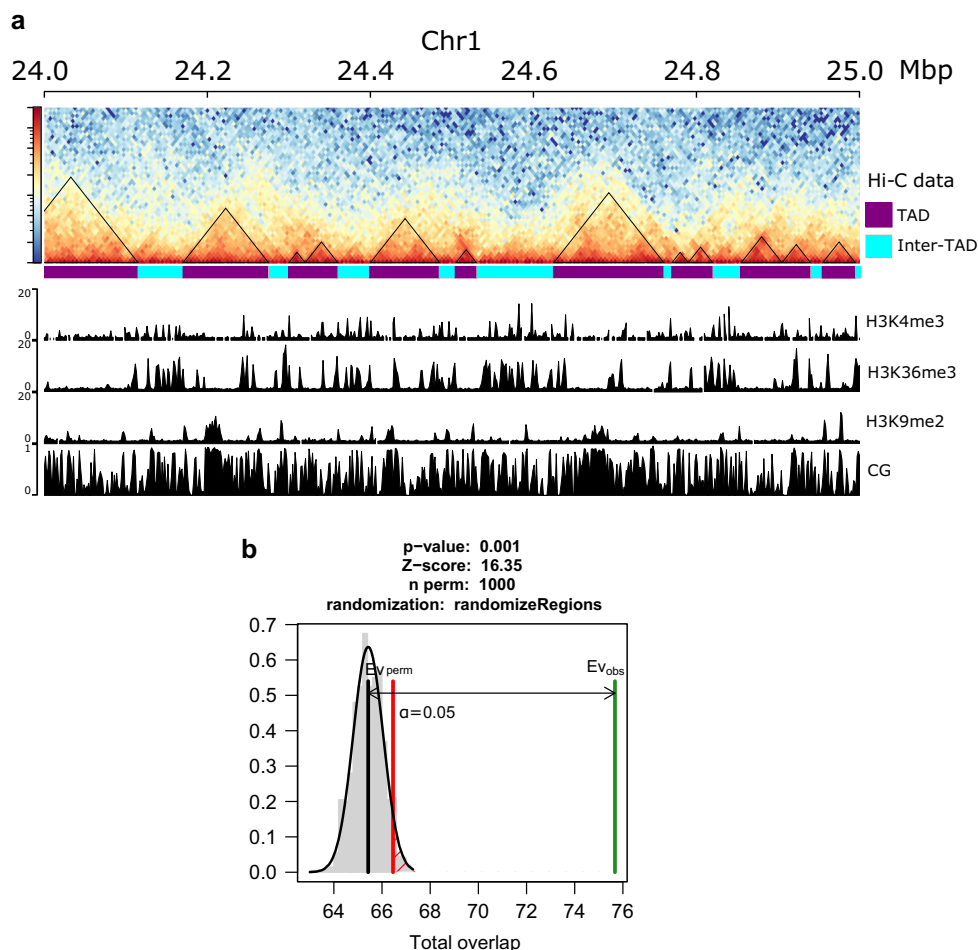 a
Chr1
24.0 24.2 24.4 24.6 24.8 25.0 Mbp
Hi-C data
TAD
Inter-TAD
20
H3K4me3
0
20
H3K36me3
0
20
H3K9me2
0
1
CG
0
b
p-value: 0.001
Z-score: 16.35
n perm: 1000
randomization: randomizeRegions
0.7
0.6
Evperm Evobs
0.5
α=0.05
0.4
0.3
0.2
0.1
0.0
64 66 68 70 72 74 76
Total overlap